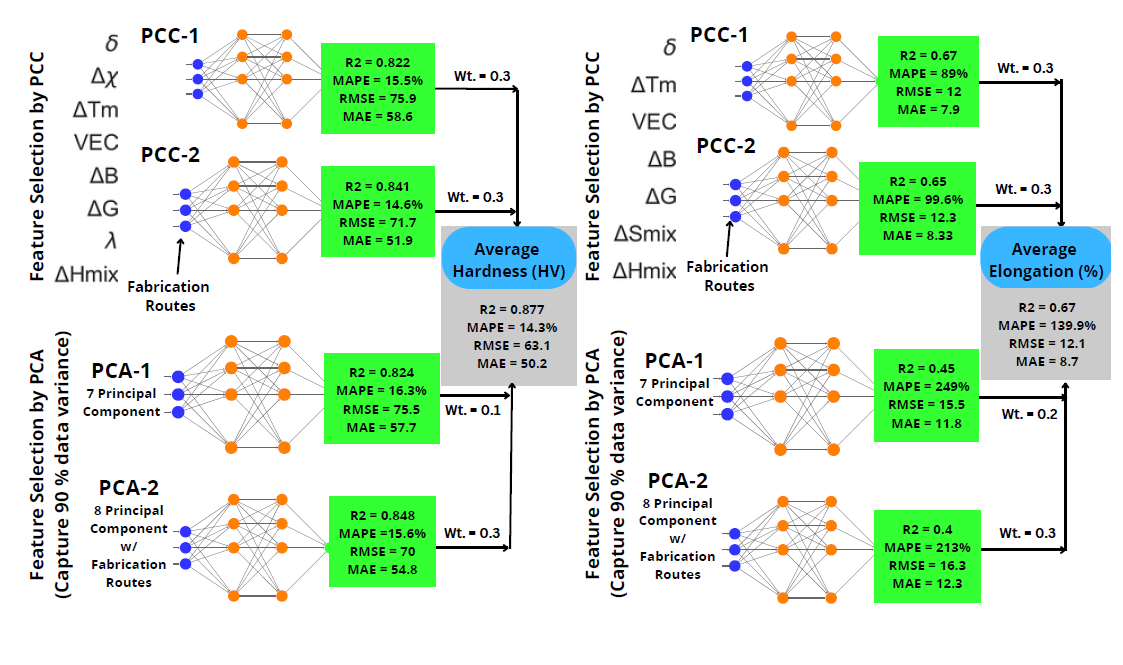 Feature Selection by PCC
δ
Δχ
ΔTm
VEC
ΔB
ΔG
λ
ΔHmix
PCC-1
R2 = 0.822
MAPE = 15.5%
RMSE = 75.9
MAE = 58.6
Wt. = 0.3
PCC-2
R2 = 0.841
MAPE = 14.6%
RMSE = 71.7
MAE = 51.9
Wt. = 0.3
Fabrication
Routes
Average
Hardness (HV)
R2 = 0.877
MAPE = 14.3%
RMSE = 63.1
MAE = 50.2
Feature Selection by PCA
(Capture 90 % data variance)
PCA-1
7 Principal
Component
R2 = 0.824
MAPE = 16.3%
RMSE = 75.5
MAE = 57.7
Wt. = 0.1
PCA-2
8 Principal
Component
w/
Fabrication
Routes
R2 = 0.848
MAPE =15.6%
RMSE = 70
MAE = 54.8
Wt. = 0.3
Feature Selection by PCC
δ
ΔTm
VEC
ΔB
ΔG
ΔSmix
ΔHmix
PCC-1
R2 = 0.67
MAPE = 89%
RMSE = 12
MAE = 7.9
Wt. = 0.3
PCC-2
R2 = 0.65
MAPE = 99.6%
RMSE = 12.3
MAE = 8.33
Wt. = 0.3
Fabrication
Routes
Average
Elongation (%)
R2 = 0.67
MAPE = 139.9%
RMSE = 12.1
MAE = 8.7
Feature Selection by PCA
(Capture 90 % data variance)
PCA-1
7 Principal
Component
R2 = 0.45
MAPE = 249%
RMSE = 15.5
MAE = 11.8
Wt. = 0.2
PCA-2
8 Principal
Component
w/
Fabrication
Routes
R2 = 0.4
MAPE = 213%
RMSE = 16.3
MAE = 12.3
Wt. = 0.3